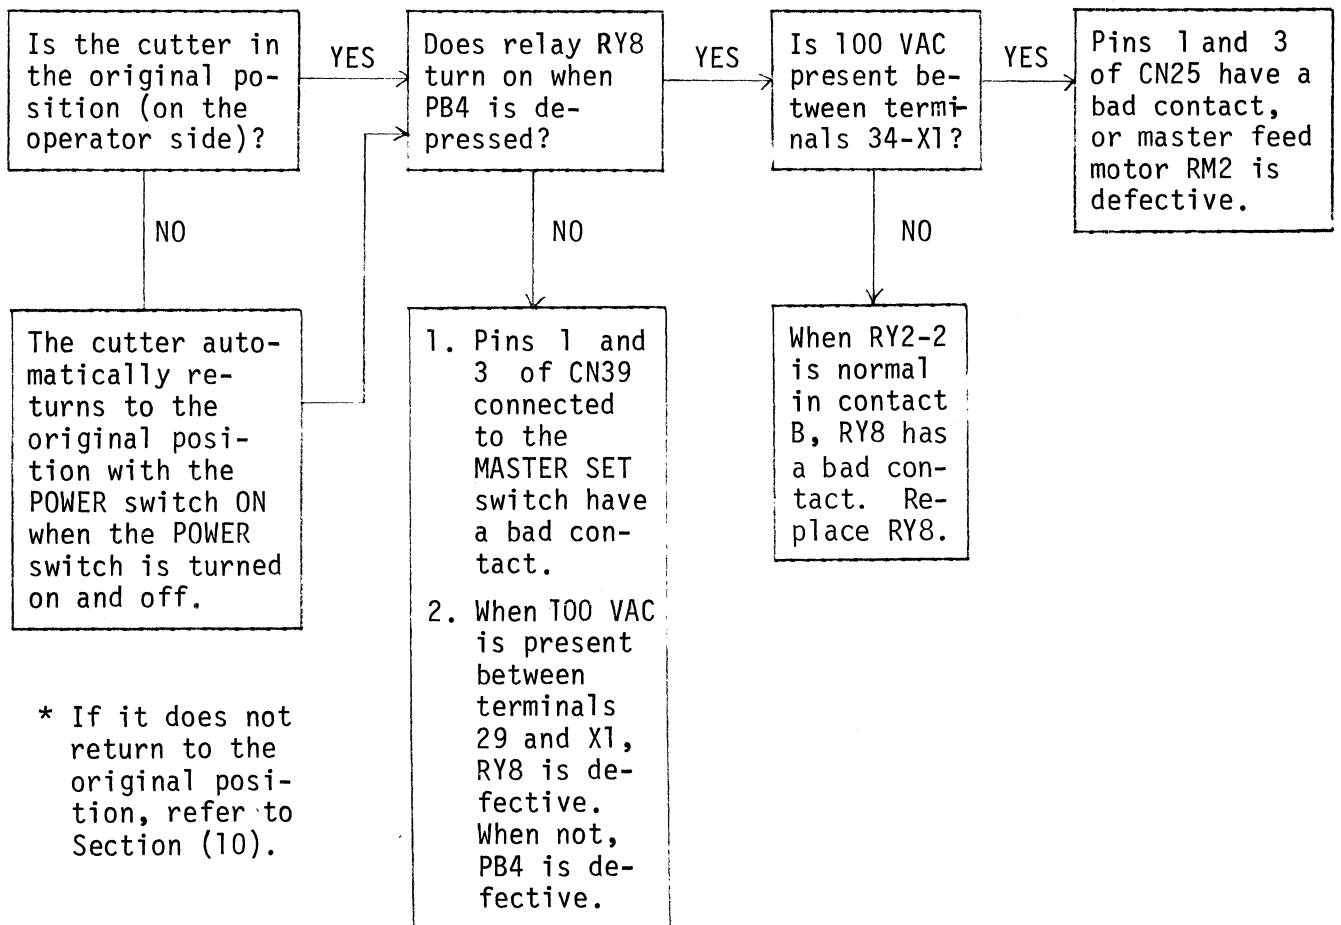 Is the cutter in
the original po-
sition (on the
operator side)?
YES
Does relay RY8
turn on when
PB4 is de-
pressed?
YES
Is 100 VAC
present be-
tween termi-
nals 34-X1?
YES
Pins 1 and 3
of CN25 have a
bad contact,
or master feed
motor RM2 is
defective.
NO
NO
NO
The cutter auto-
matically re-
turns to the
original posi-
tion with the
POWER switch ON
when the POWER
switch is turned
on and off.
* If it does not
return to the
original posi-
tion, refer to
Section (10).
1. Pins 1 and
3 of CN39
connected
to the
MASTER SET
switch have
a bad con-
tact.
2. When 100 VAC
is present
between
terminals
29 and X1,
RY8 is de-
fective.
When not,
PB4 is de-
fective.
When RY2-2
is normal
in contact
B, RY8 has
a bad con-
tact. Re-
place RY8.